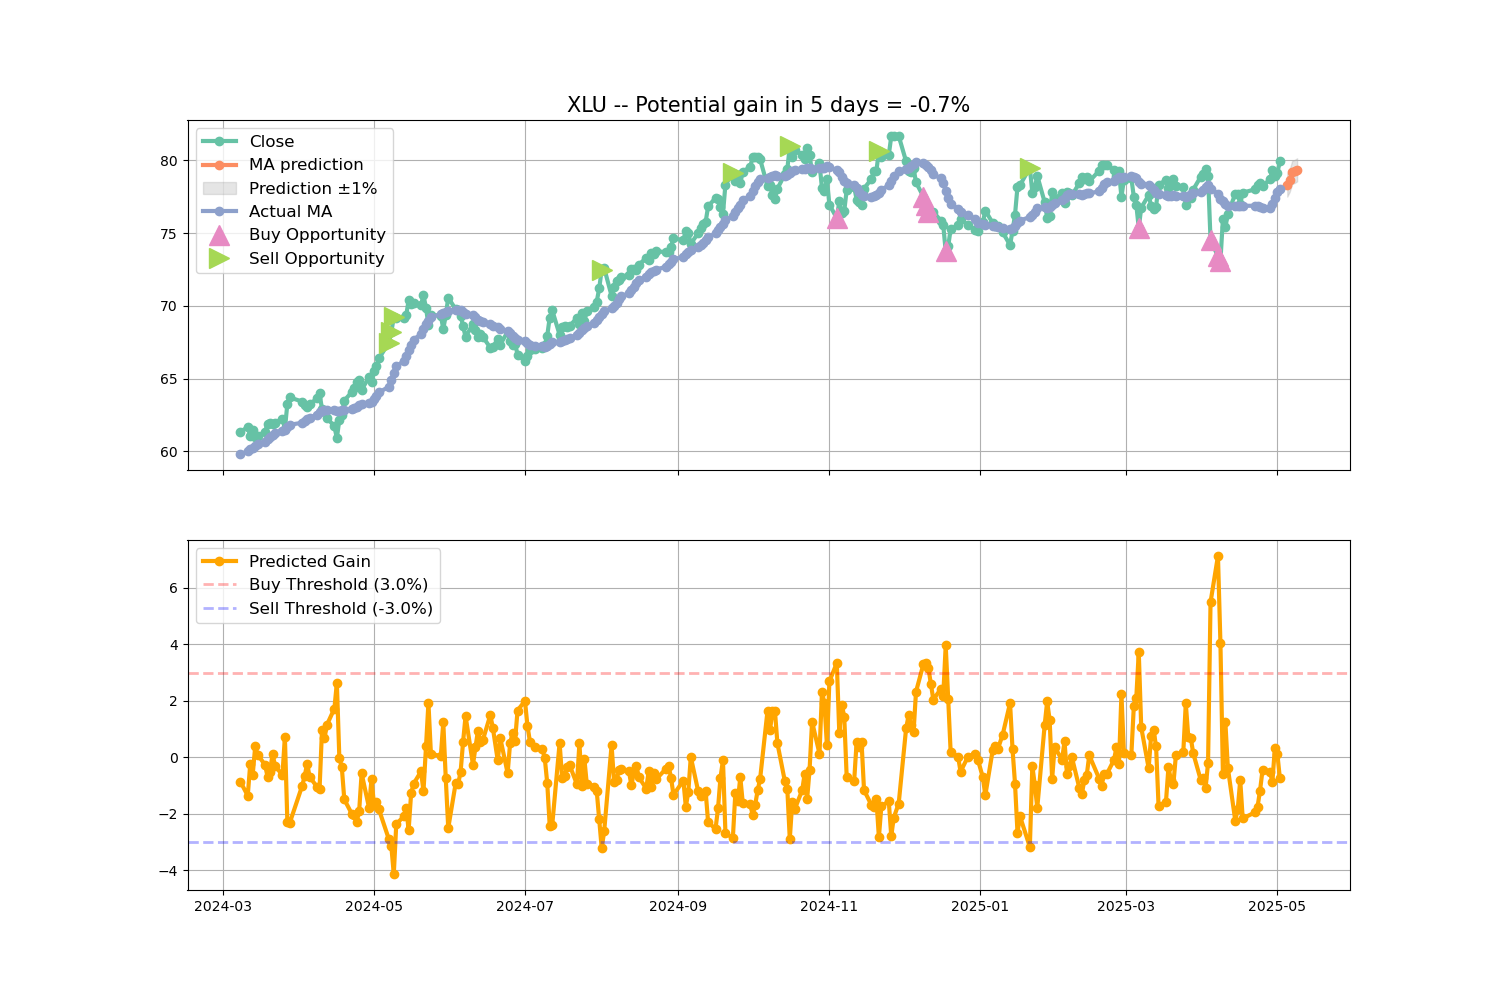 XLU -- Potential gain in 5 days = -0.7%
Close
MA prediction
Prediction ±1%
Actual MA
Buy Opportunity
Sell Opportunity
80
75
70
65
60
Predicted Gain
Buy Threshold (3.0%)
Sell Threshold (-3.0%)
6
4
2
0
−2
−4
2024-03 2024-05 2024-07 2024-09 2024-11 2025-01 2025-03 2025-05